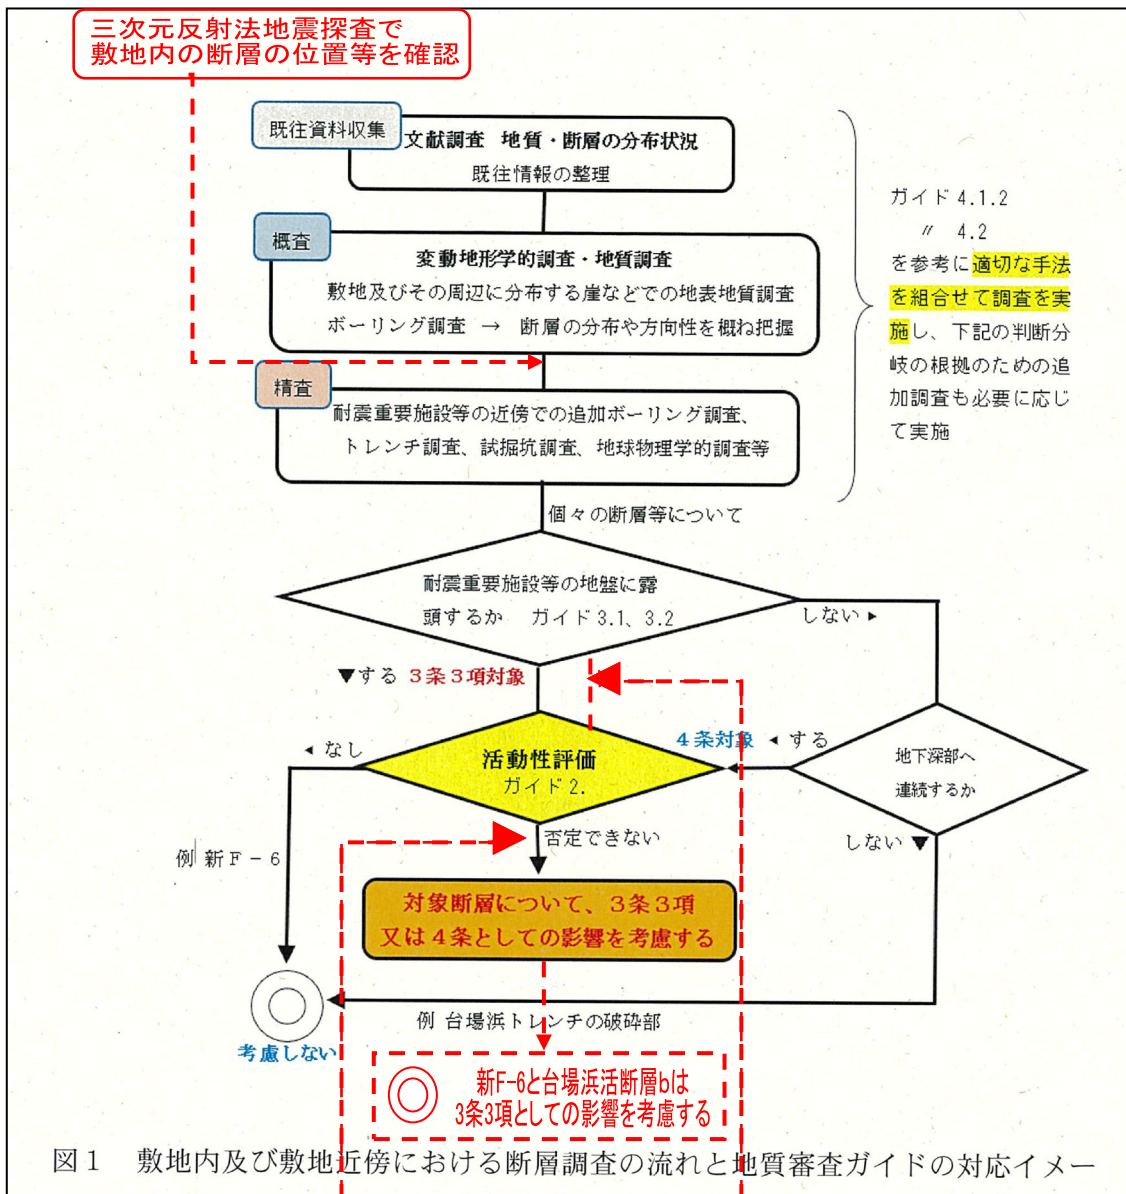 三次元反射法地震探査で
敷地内の断層の位置等を確認
既往資料収集
文献調査 地質・断層の分布状況
既往情報の整理
概査
変動地形学的調査・地質調査
敷地及びその周辺に分布する崖などでの地表地質調査
ボーリング調査 → 断層の分布や方向性を概ね把握
精査
耐震重要施設等の近傍での追加ボーリング調査、
トレンチ調査、試掘坑調査、地球物理学的調査等
ガイド 4.1.2
〃 4.2
を参考に適切な手法
を組合せて調査を実
施し、下記の判断分
岐の根拠のための追
加調査も必要に応じ
て実施
個々の断層等について
耐震重要施設等の地盤に露
頭するか ガイド3.1、3.2
しない ▶
▼する 3条3項対象
◀ なし
活動性評価
ガイド2.
4条対象 ◀ する
地下深部へ
連続するか
否定できない
しない ▼
例 新F-6
対象断層について、3条3項
又は4条としての影響を考慮する
例 台場浜トレンチの破砕部
考慮しない
新F-6と台場浜活断層bは
3条3項としての影響を考慮する
図1 敷地内及び敷地近傍における断層調査の流れと地質審査ガイドの対応イメー